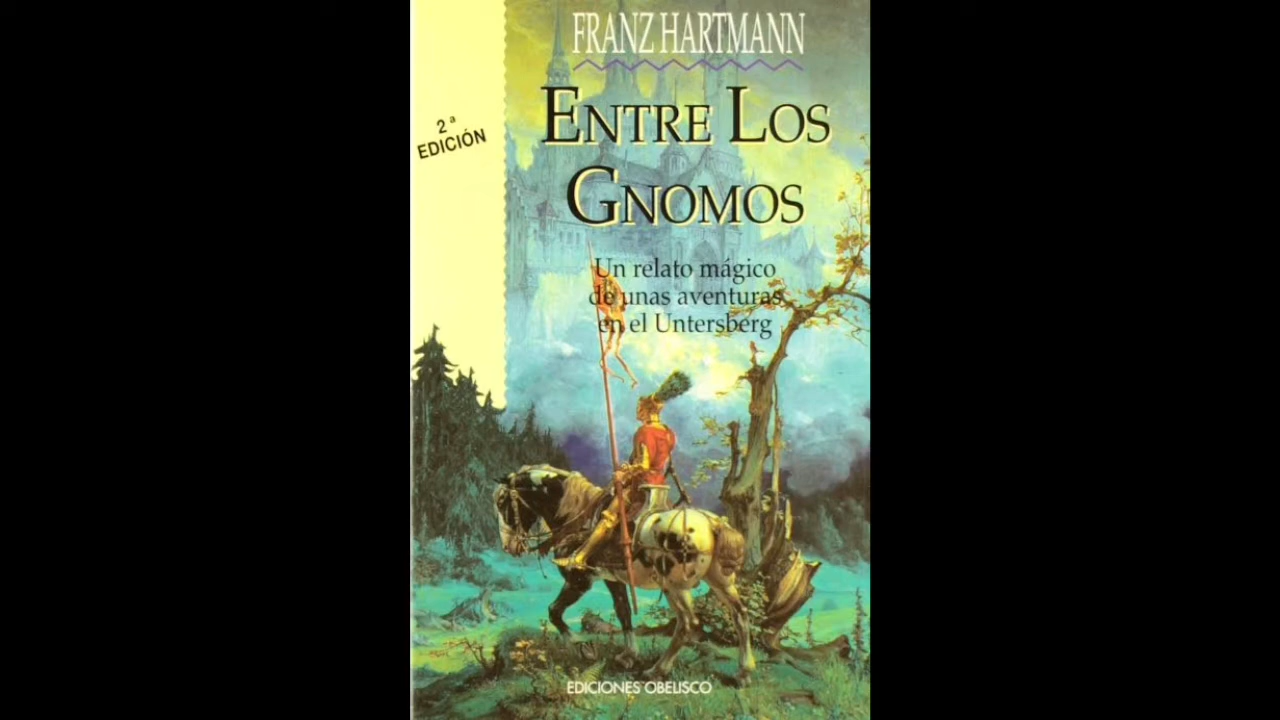 FRANZ HARTMANN
ENTRE LOS
GNOMOS
2ª
EDICIÓN
Un relato mágico
de unas aventuras
en el Untersberg
EDICIONES OBELISCO